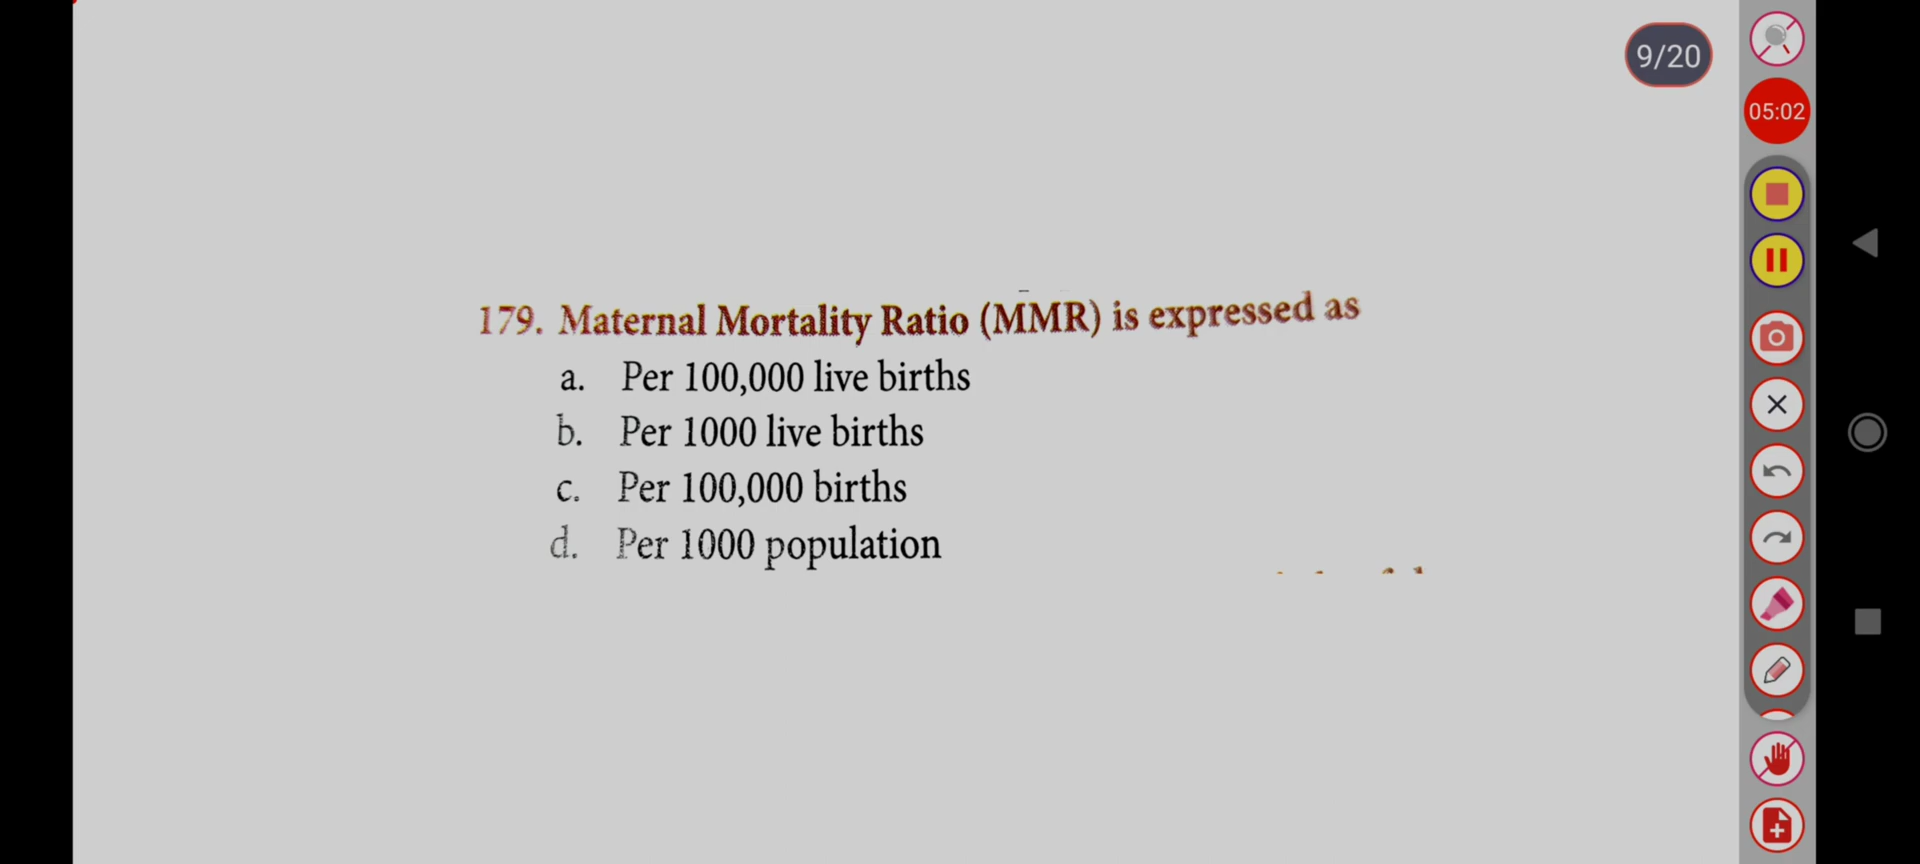 9/20
05:02
179. Maternal Mortality Ratio (MMR) is expressed as
a. Per 100,000 live births
b. Per 1000 live births
c. Per 100,000 births
d. Per 1000 population